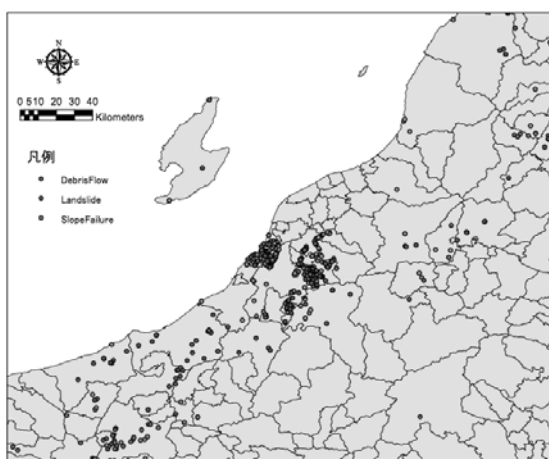 N
W E
S
0 5 10 20 30 40
Kilometers
凡例
DebrisFlow
Landslide
SlopeFailure